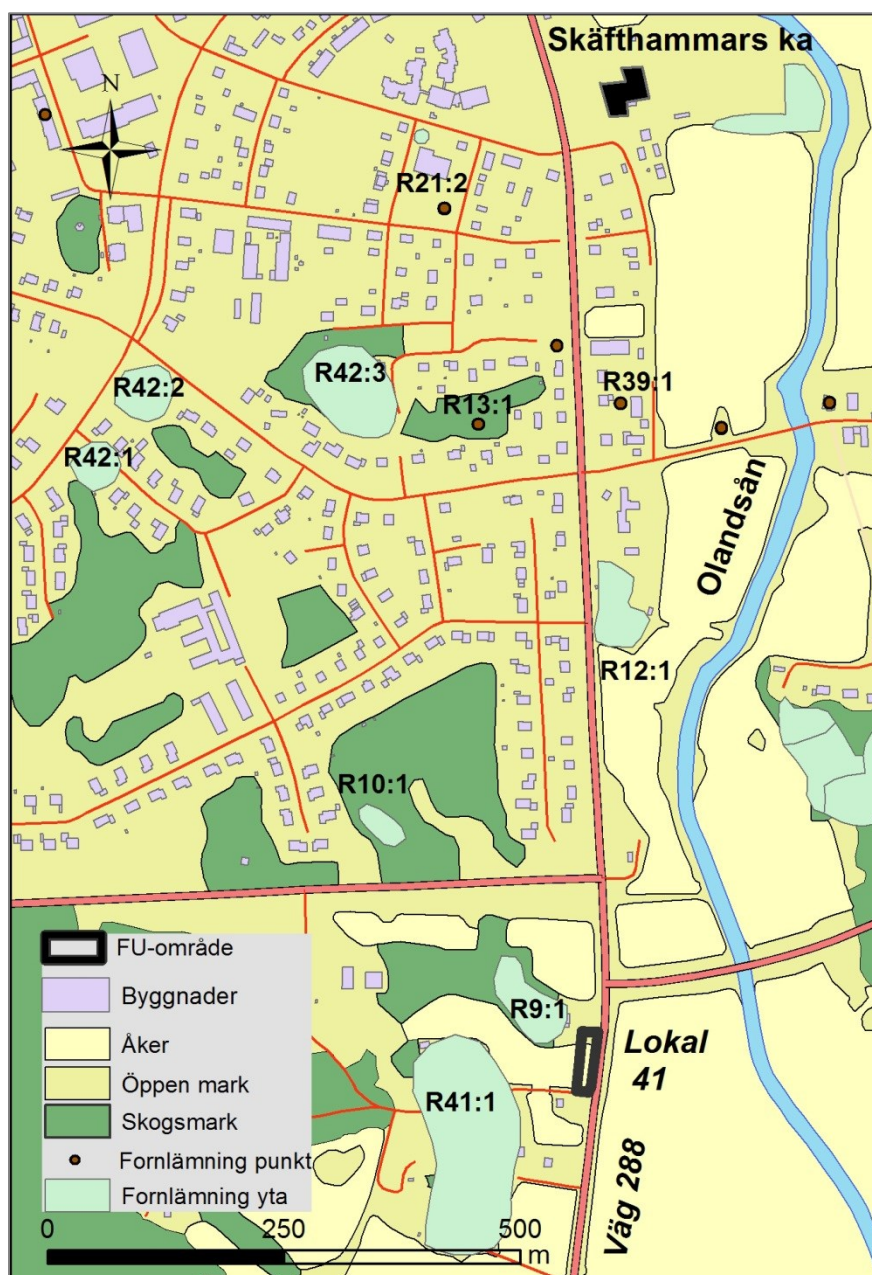 Skäfthammars ka
N
R21:2
R42:3
R42:2
R39:1
R13:1
R42:1
Olandsån
R12:1
R10:1
R9:1
Lokal
41
R41:1
Väg 288
FU-område
Byggnader
Åker
Öppen mark
Skogsmark
Fornlämning punkt
Fornlämning yta
0 250 500
m